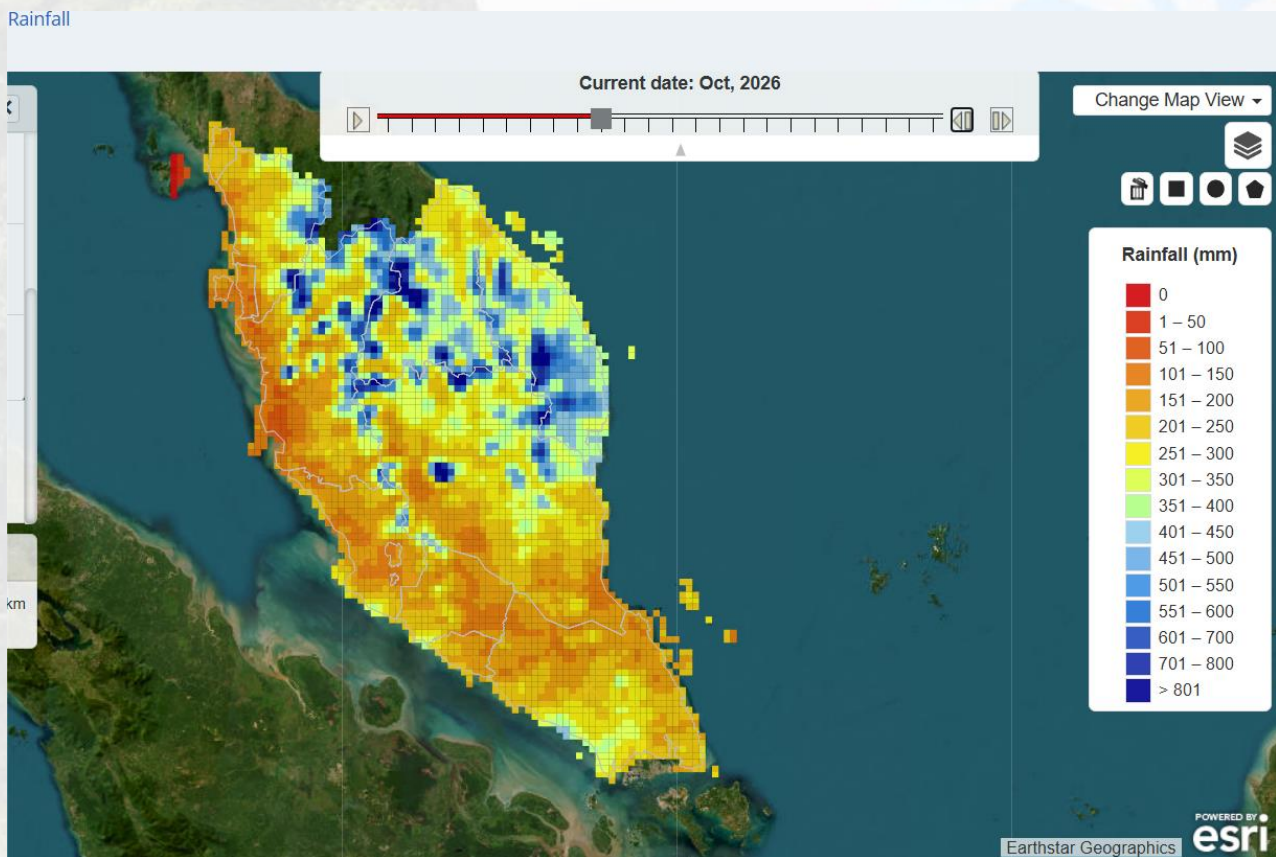 Rainfall
Current date: Oct, 2026
Change Map View
Rainfall (mm)
0
1 – 50
51 – 100
101 – 150
151 – 200
201 – 250
251 – 300
301 – 350
351 – 400
401 – 450
451 – 500
501 – 550
551 – 600
601 – 700
701 – 800
> 801
km
POWERED BY
esri
Earthstar Geographics